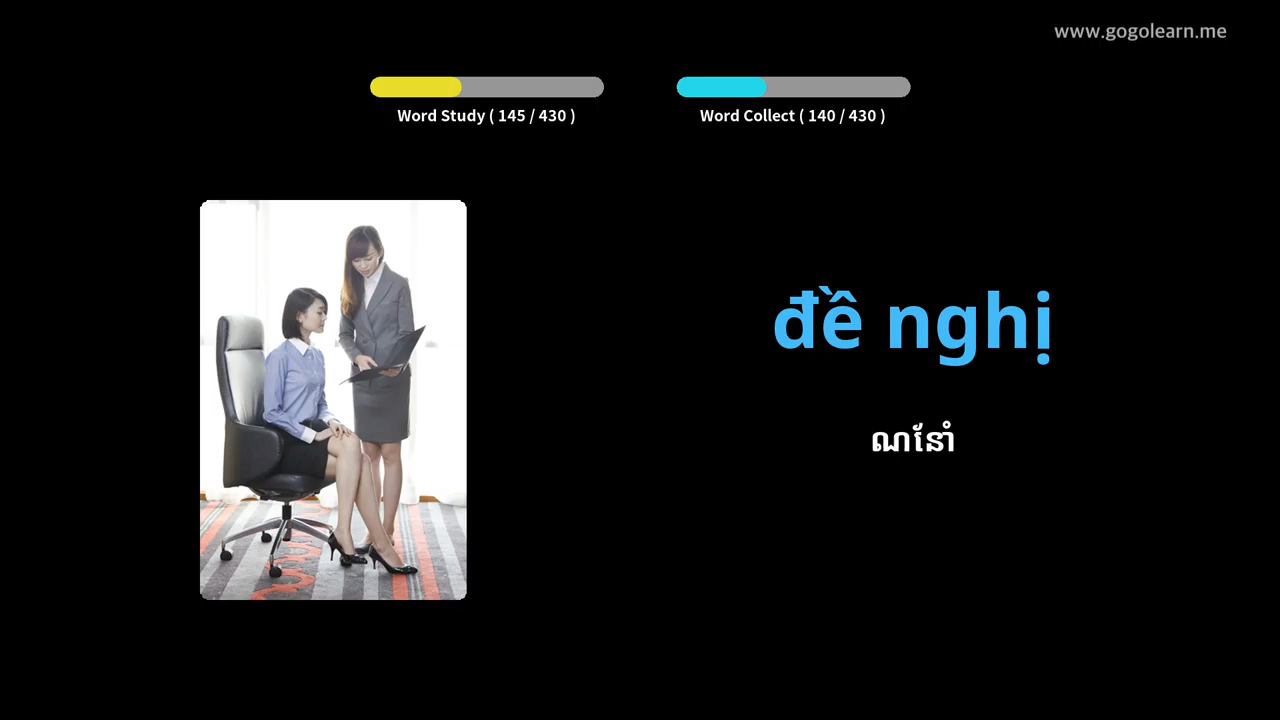 www.gogolearn.me
Word Study ( 145 / 430 )
Word Collect ( 140 / 430 )
đề nghị
ណែនាំ